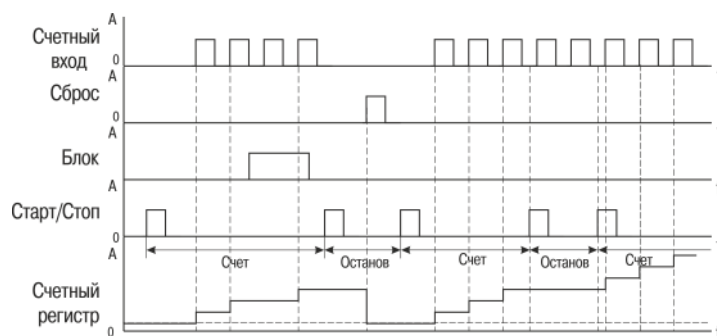 A
Счетный
вход
0
A
Сброс
0
A
Блок
A
Старт/Стоп
0
A
Счет Останов Счет Останов Счет
Счетный
регистр
0